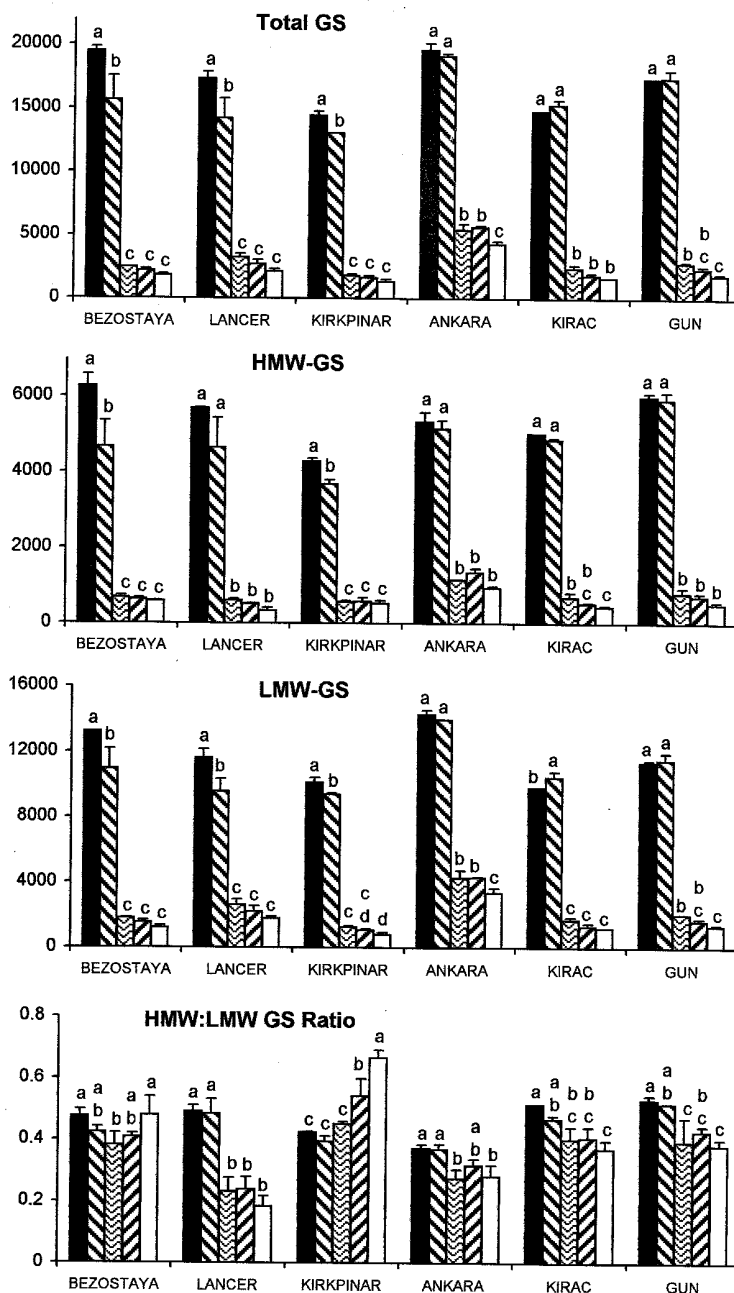 Total GS
20000
15000
10000
5000
0
a b c c c
a b c c c
a b c c c
a a b b c
a a b b b
a a b b c c
BEZOSTAYA LANCER KIRKPINAR ANKARA KIRAC GUN
HMW-GS
6000
4000
2000
0
a b c c c
a a b b b
a b c c c
a a b b b
a a b b c c
a a b b b
BEZOSTAYA LANCER KIRKPINAR ANKARA KIRAC GUN
LMW-GS
16000
12000
8000
4000
0
a b c c c
a b c c c
a b c c d d
a a b b c
b a c c c
a a b b c c
BEZOSTAYA LANCER KIRKPINAR ANKARA KIRAC GUN
HMW:LMW GS Ratio
0.8
0.6
0.4
0.2
0
a a b b a b a
a a b b b
c c c b a
a a b a b b
a a b b c b c c
a a b c b c c
BEZOSTAYA LANCER KIRKPINAR ANKARA KIRAC GUN